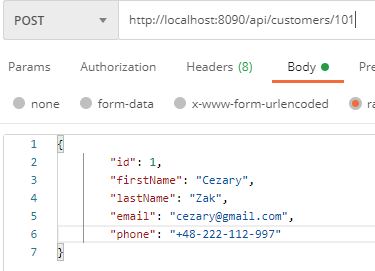 POST http://localhost:8090/api/customers/101
Params Authorization Headers (8) Body
none form-data x-www-form-urlencoded ra
1 {
2 "id": 1,
3 "firstName": "Cezary",
4 "lastName": "Zak",
5 "email": "cezary@gmail.com",
6 "phone": "+48-222-112-997"
7 }